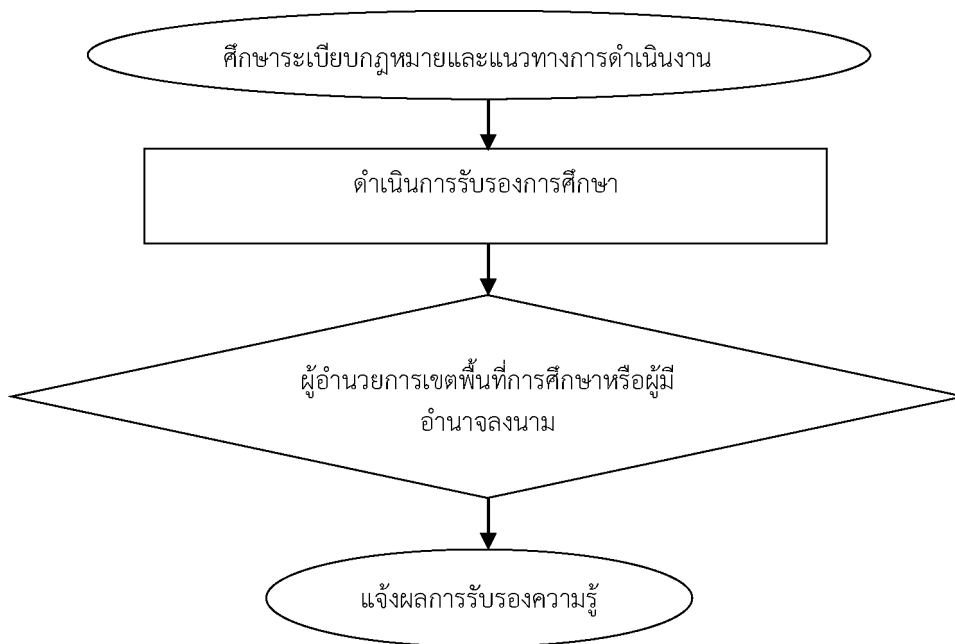 ศึกษาระเบียบกฎหมายและแนวทางการดำเนินงาน
ดำเนินการรับรองการศึกษา
ผู้อำนวยการเขตพื้นที่การศึกษาหรือผู้มี
อำนาจลงนาม
แจ้งผลการรับรองความรู้